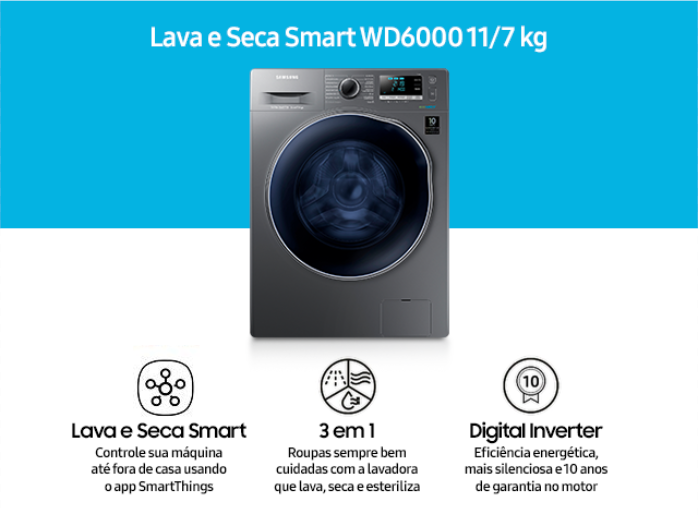 Lava e Seca Smart WD6000 11/7 kg
SAMSUNG
10
10
Lava e Seca Smart
Controle sua máquina
até fora de casa usando
o app SmartThings
3 em 1
Roupas sempre bem
cuidadas com a lavadora
que lava, seca e esteriliza
Digital Inverter
Eficiência energética,
mais silenciosa e 10 anos
de garantia no motor